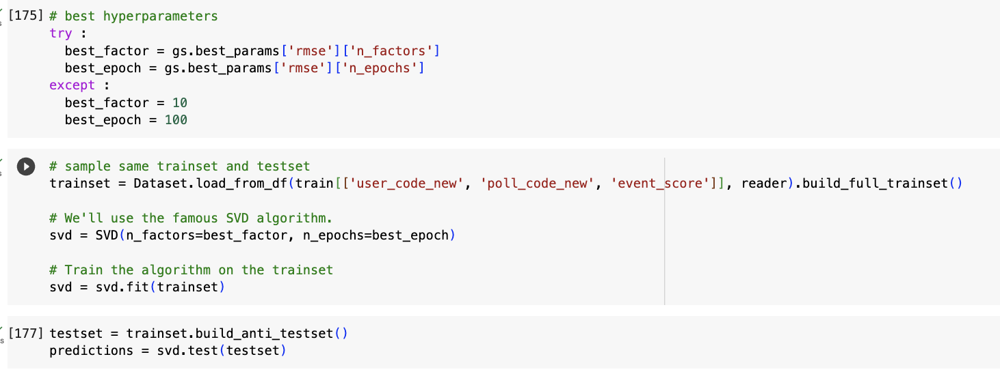 [175] # best hyperparameters
try :
  best_factor = gs.best_params['rmse']['n_factors']
  best_epoch = gs.best_params['rmse']['n_epochs']
except :
  best_factor = 10
  best_epoch = 100
# sample same trainset and testset
trainset = Dataset.load_from_df(train[['user_code_new', 'poll_code_new', 'event_score']], reader).build_full_trainset()
# We'll use the famous SVD algorithm.
svd = SVD(n_factors=best_factor, n_epochs=best_epoch)
# Train the algorithm on the trainset
svd = svd.fit(trainset)
[177] testset = trainset.build_anti_testset()
predictions = svd.test(testset)